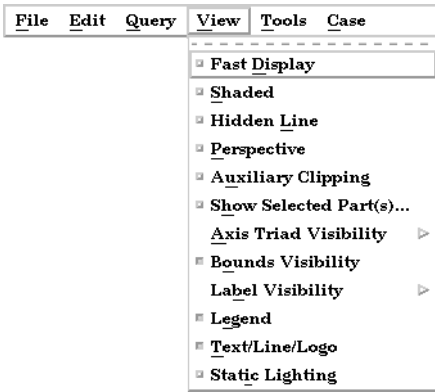 File Edit Query View Tools Case
Fast Display
Shaded
Hidden Line
Perspective
Auxiliary Clipping
Show Selected Part(s)...
Axis Triad Visibility
Bounds Visibility
Label Visibility
Legend
Text/Line/Logo
Static Lighting